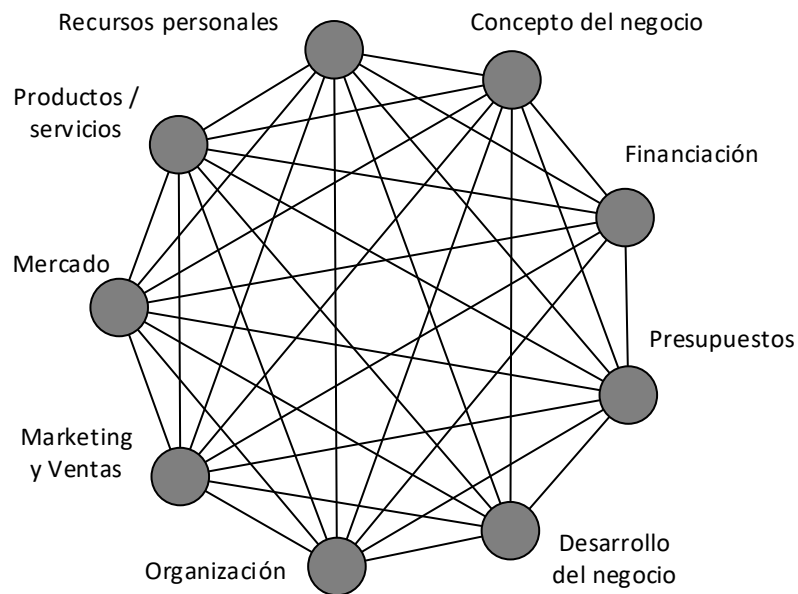 Recursos personales
Concepto del negocio
Productos /
servicios
Financiación
Mercado
Presupuestos
Marketing
y Ventas
Organización
Desarrollo
del negocio